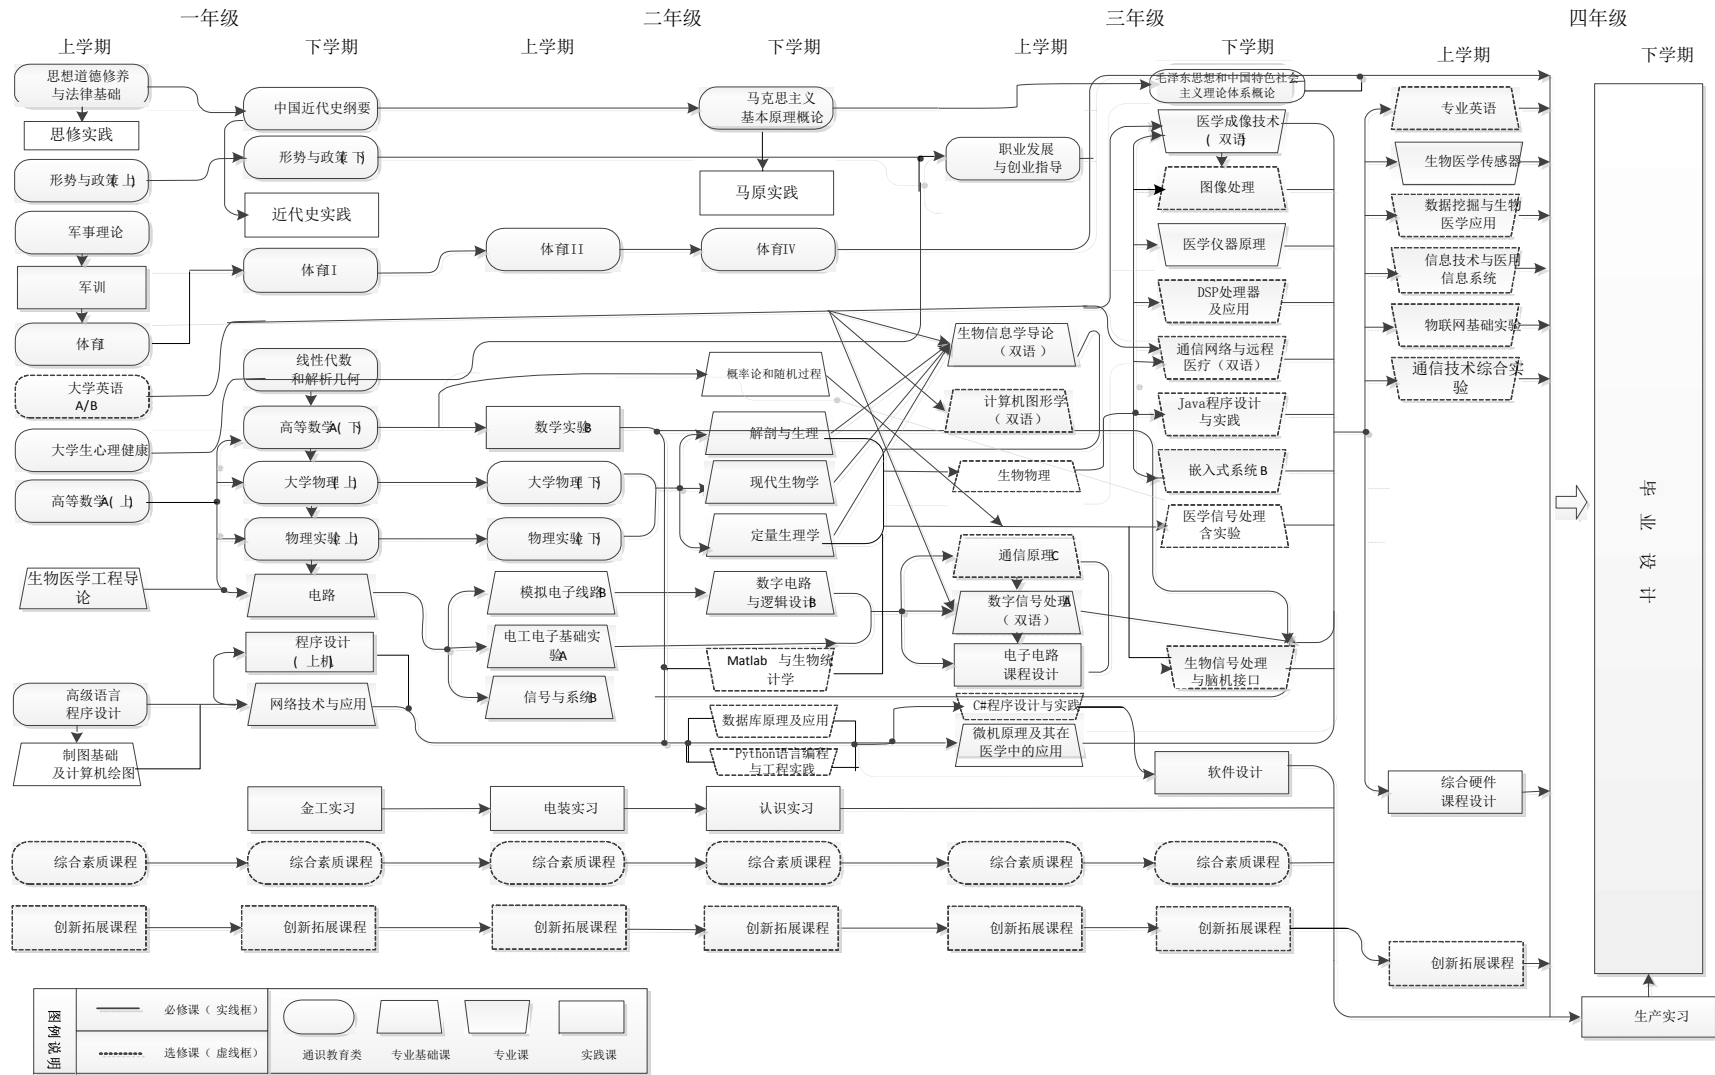 一年级
二年级
三年级
四年级
上学期
下学期
上学期
下学期
上学期
下学期
上学期
下学期
思想道德修养
与法律基础
思修实践
形势与政策(上)
军事理论
军训
体育I
大学英语
A/B
大学生心理健康
高等数学A(上)
生物医学工程导
论
高级语言
程序设计
制图基础
及计算机绘图
综合素质课程
创新拓展课程
中国近代史纲要
形势与政策(下)
近代史实践
体育I
线性代数
和解析几何
高等数学A(下)
大学物理(上)
物理实验(上)
电路
程序设计
(上机)
网络技术与应用
金工实习
综合素质课程
创新拓展课程
体育II
数学实验B
大学物理(下)
物理实验(下)
模拟电子线路B
电工电子基础实
验A
信号与系统B
电装实习
综合素质课程
创新拓展课程
马克思主义
基本原理概论
马原实践
体育IV
概率论和随机过程
解剖与生理
现代生物学
定量生理学
数字电路
与逻辑设计B
Matlab 与生物统
计学
数据库原理及应用
Python语言编程
与工程实践
认识实习
综合素质课程
创新拓展课程
职业发展
与创业指导
生物信息学导论
(双语)
计算机图形学
(双语)
生物物理
通信原理C
数字信号处理A
(双语)
电子电路
课程设计
C#程序设计与实践
微机原理及其在
医学中的应用
综合素质课程
创新拓展课程
毛泽东思想和中国特色社会
主义理论体系概论
医学成像技术
(双语)
图像处理
医学仪器原理
DSP处理器
及应用
通信网络与远程
医疗(双语)
Java程序设计
与实践
嵌入式系统B
医学信号处理
含实验
生物信号处理
与脑机接口
软件设计
综合素质课程
创新拓展课程
专业英语
生物医学传感器
数据挖掘与生物
医学应用
信息技术与医用
信息系统
物联网基础实验
通信技术综合实
验
综合硬件
课程设计
创新拓展课程
毕业设计
生产实习
图例说明
必修课(实线框)
选修课(虚线框)
通识教育类
专业基础课
专业课
实践课